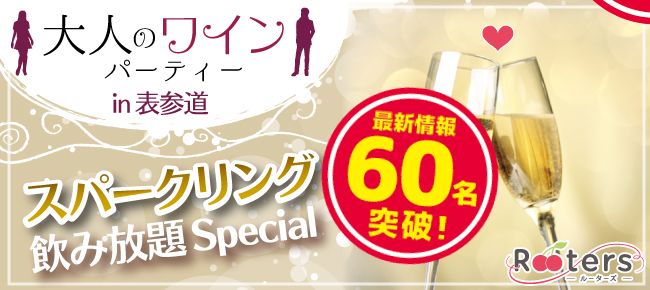 大人のワイン
パーティー
in 表参道
スパークリング
飲み放題 Special
最新情報
60名
突破！
Rooters
ルーターズ